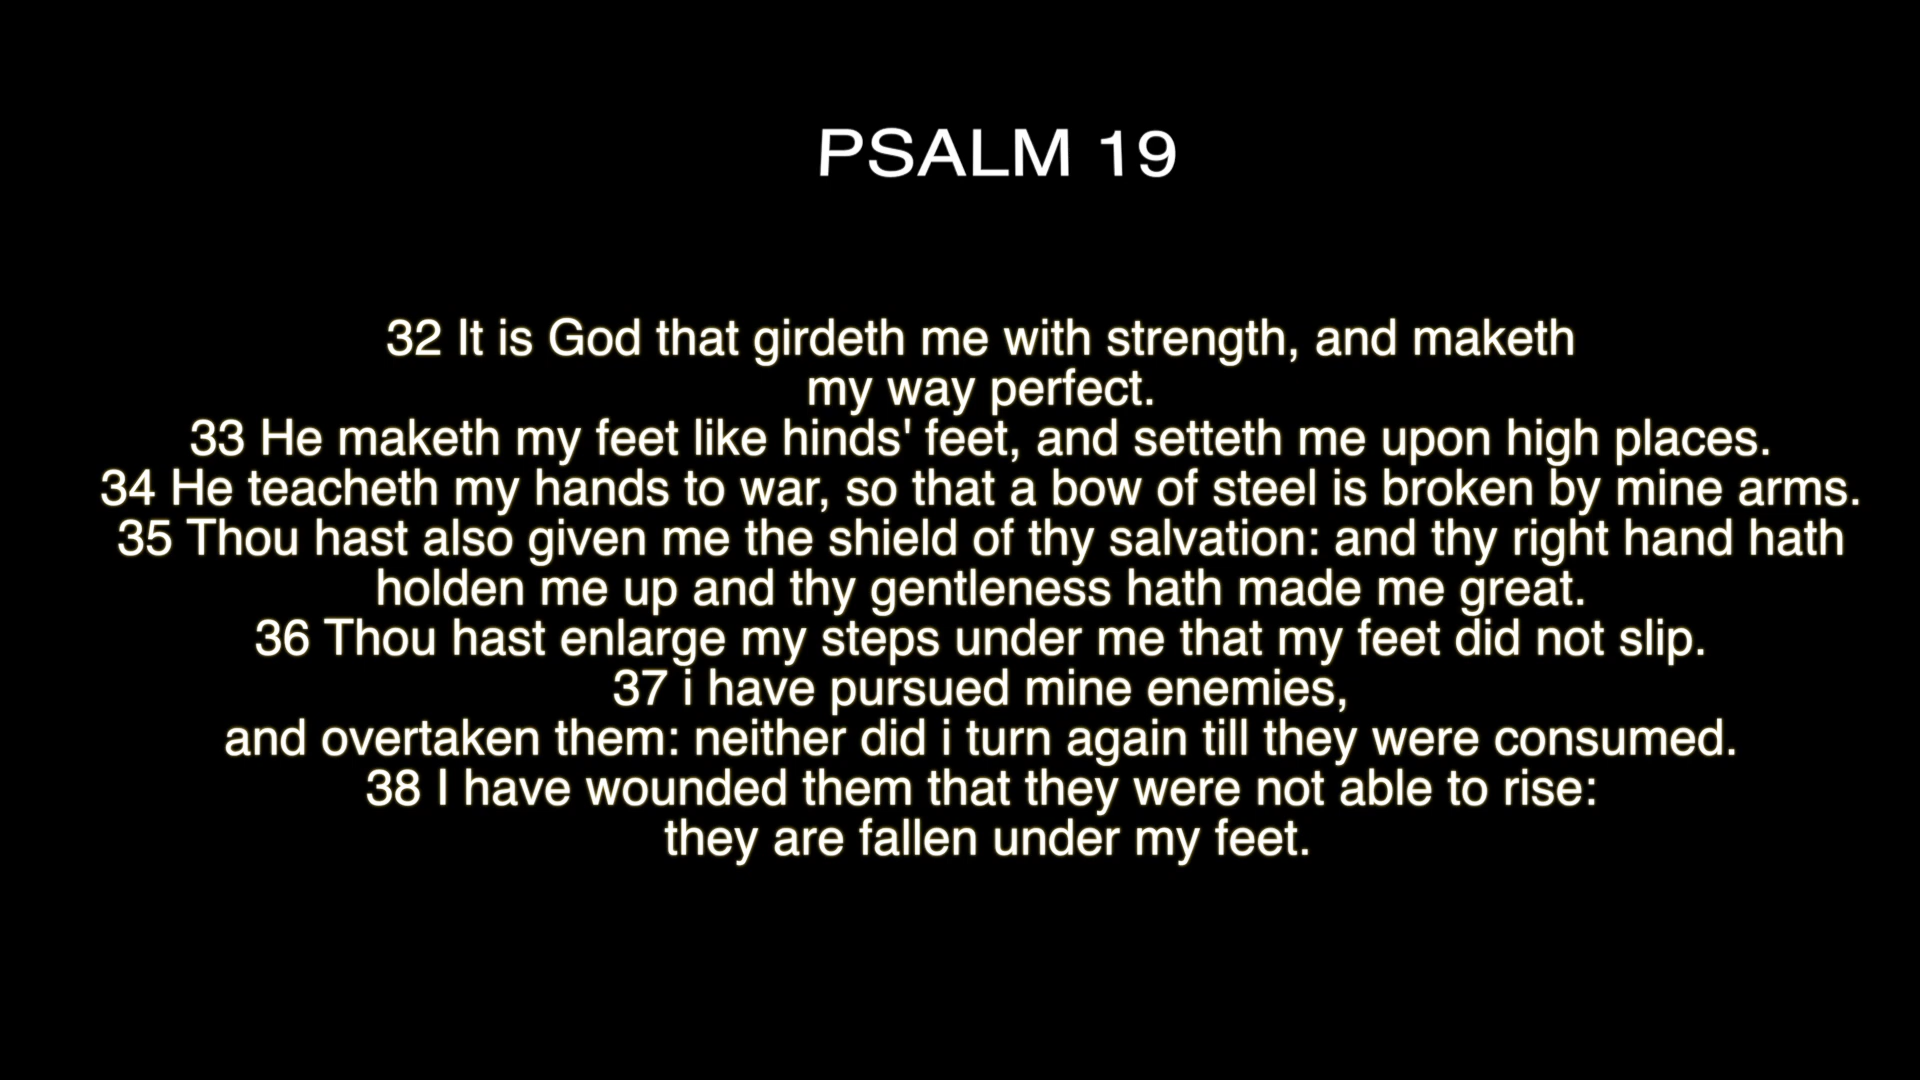 PSALM 19
32 It is God that girdeth me with strength, and maketh
my way perfect.
33 He maketh my feet like hinds' feet, and setteth me upon high places.
34 He teacheth my hands to war, so that a bow of steel is broken by mine arms.
35 Thou hast also given me the shield of thy salvation: and thy right hand hath
holden me up and thy gentleness hath made me great.
36 Thou hast enlarge my steps under me that my feet did not slip.
37 i have pursued mine enemies,
and overtaken them: neither did i turn again till they were consumed.
38 I have wounded them that they were not able to rise:
they are fallen under my feet.